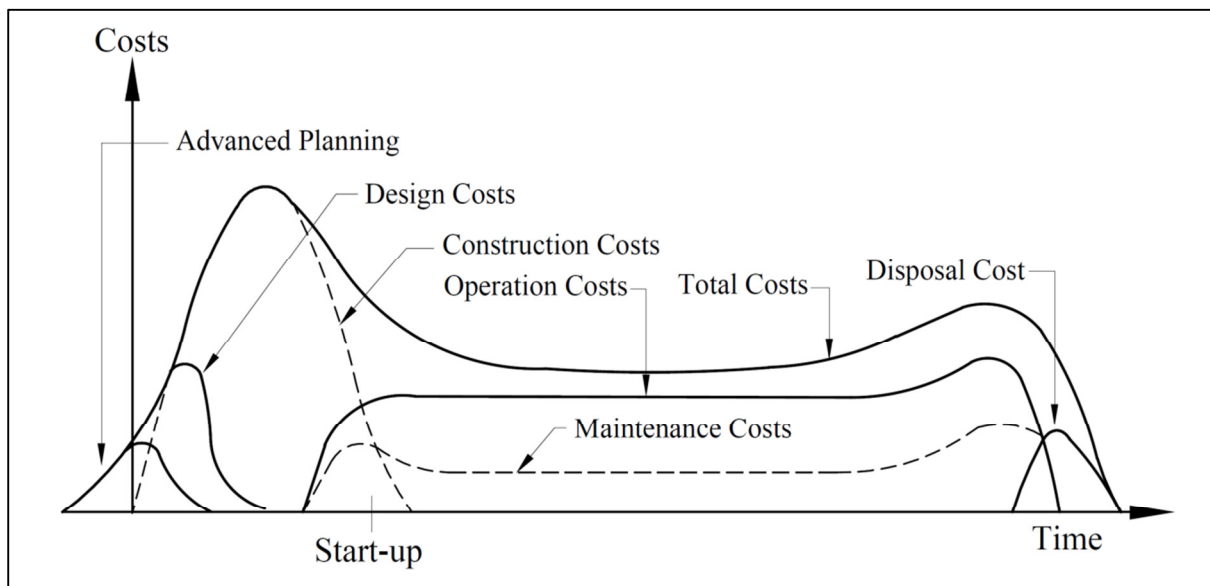 Costs
Advanced Planning
Design Costs
Construction Costs
Operation Costs
Total Costs
Disposal Cost
Maintenance Costs
Start-up
Time